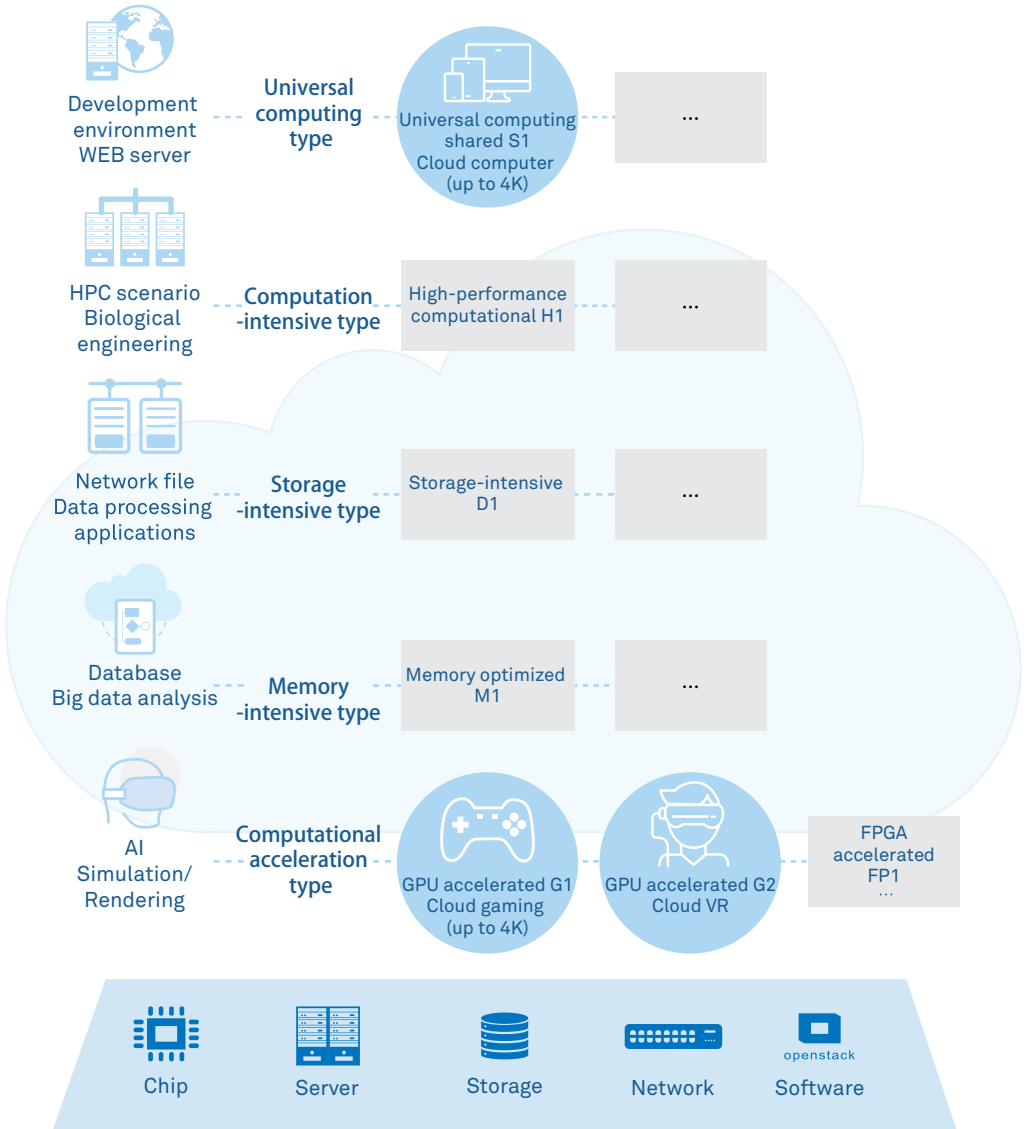 Development
environment
WEB server
Universal
computing
type
Universal computing
shared S1
Cloud computer
(up to 4K)
...
HPC scenario
Biological
engineering
Computation
-intensive type
High-performance
computational H1
...
Network file
Data processing
applications
Storage
-intensive type
Storage-intensive
D1
...
Database
Big data analysis
Memory
-intensive type
Memory optimized
M1
...
AI
Simulation/
Rendering
Computational
acceleration
type
GPU accelerated G1
Cloud gaming
(up to 4K)
GPU accelerated G2
Cloud VR
FPGA
accelerated
FP1
...
Chip
Server
Storage
Network
openstack
Software